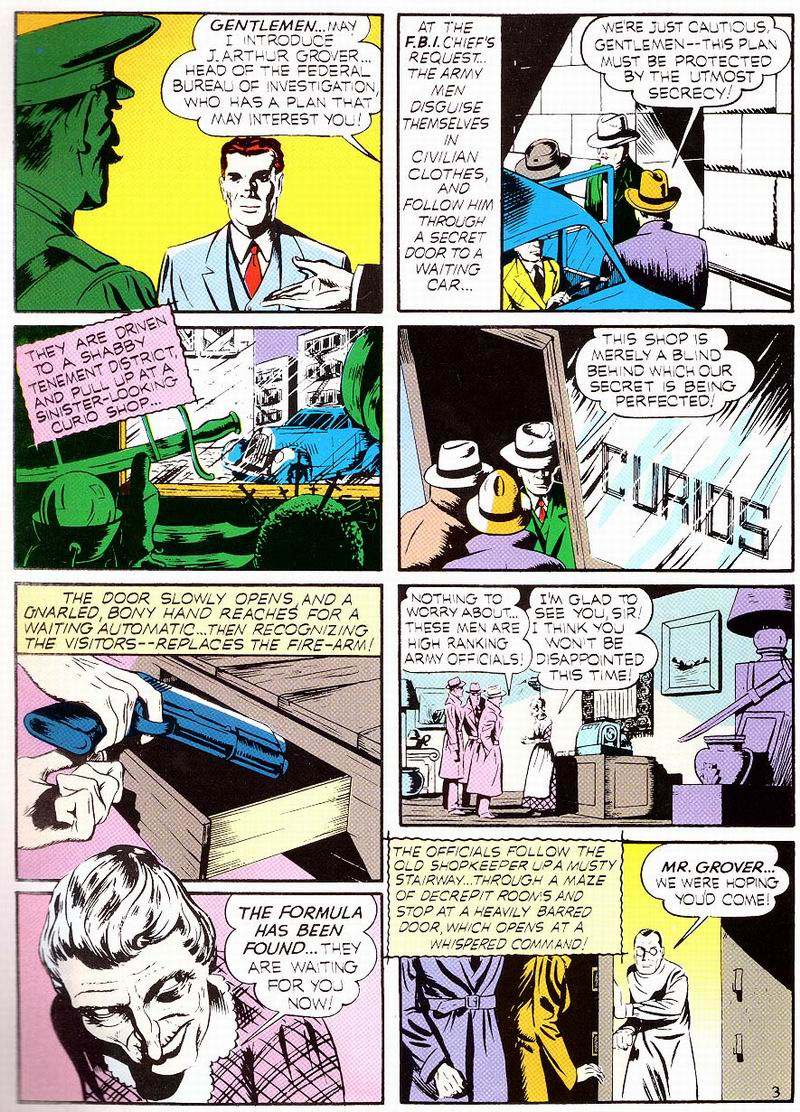 GENTLEMEN...MAY
I INTRODUCE
J. ARTHUR GROVER...
HEAD OF THE FEDERAL
BUREAU OF INVESTIGATION,
WHO HAS A PLAN THAT
MAY INTEREST YOU!
AT THE
F.B.I. CHIEF'S
REQUEST...
THE ARMY
MEN
DISGUISE
THEMSELVES
IN
CIVILIAN
CLOTHES,
AND
FOLLOW HIM
THROUGH
A SECRET
DOOR TO A
WAITING
CAR...
WE'RE JUST CAUTIOUS,
GENTLEMEN--THIS PLAN
MUST BE PROTECTED
BY THE UTMOST
SECRECY!
THEY ARE DRIVEN
TO A SHABBY
TENEMENT DISTRICT,
AND PULL UP AT A
SINISTER-LOOKING
CURIO SHOP...
THIS SHOP IS
MERELY A BLIND
BEHIND WHICH OUR
SECRET IS BEING
PERFECTED!
CURIOS
THE DOOR SLOWLY OPENS, AND A
GNARLED, BONY HAND REACHES FOR A
WAITING AUTOMATIC...THEN RECOGNIZING
THE VISITORS--REPLACES THE FIRE-ARM!
NOTHING TO
WORRY ABOUT...
THESE MEN ARE
HIGH RANKING
ARMY OFFICIALS!
I'M GLAD TO
SEE YOU, SIR!
I THINK YOU
WON'T BE
DISAPPOINTED
THIS TIME!
THE FORMULA
HAS BEEN
FOUND...THEY
ARE WAITING
FOR YOU
NOW!
THE OFFICIALS FOLLOW THE
OLD SHOPKEEPER UP A MUSTY
STAIRWAY...THROUGH A MAZE
OF DECREPIT ROOMS AND
STOP AT A HEAVILY BARRED
DOOR, WHICH OPENS AT A
WHISPERED COMMAND!
MR. GROVER...
WE WERE HOPING
YOU'D COME!
3